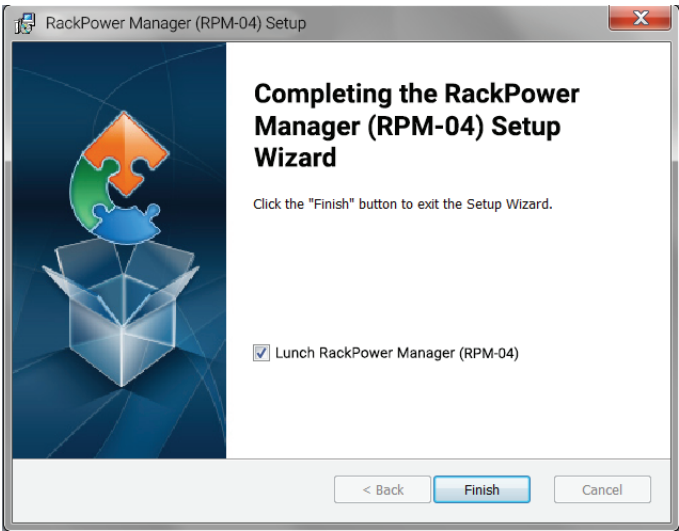 RackPower Manager (RPM-04) Setup
Completing the RackPower
Manager (RPM-04) Setup
Wizard
Click the "Finish" button to exit the Setup Wizard.
Lunch RackPower Manager (RPM-04)
< Back Finish Cancel